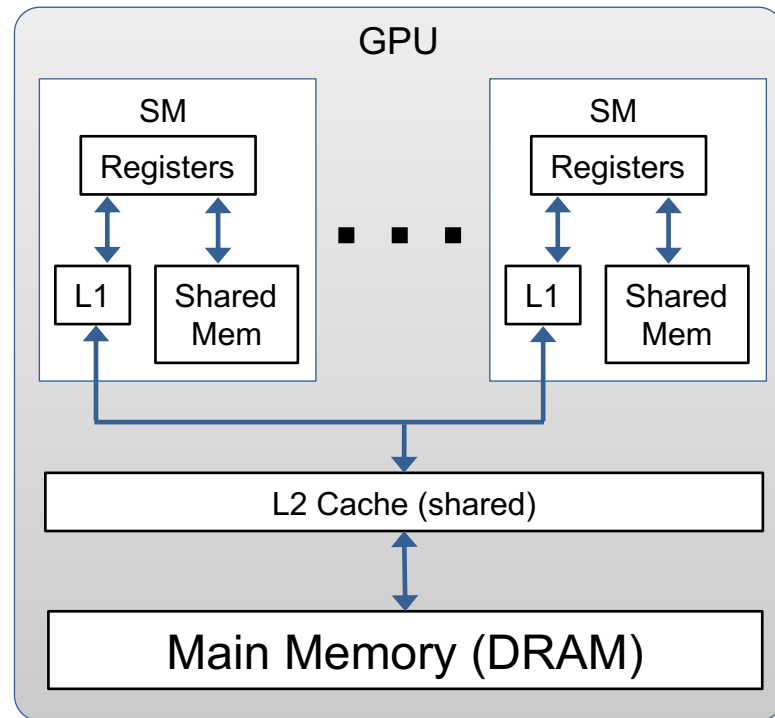 GPU
SM
Registers
L1
Shared
Mem
SM
Registers
L1
Shared
Mem
L2 Cache (shared)
Main Memory (DRAM)